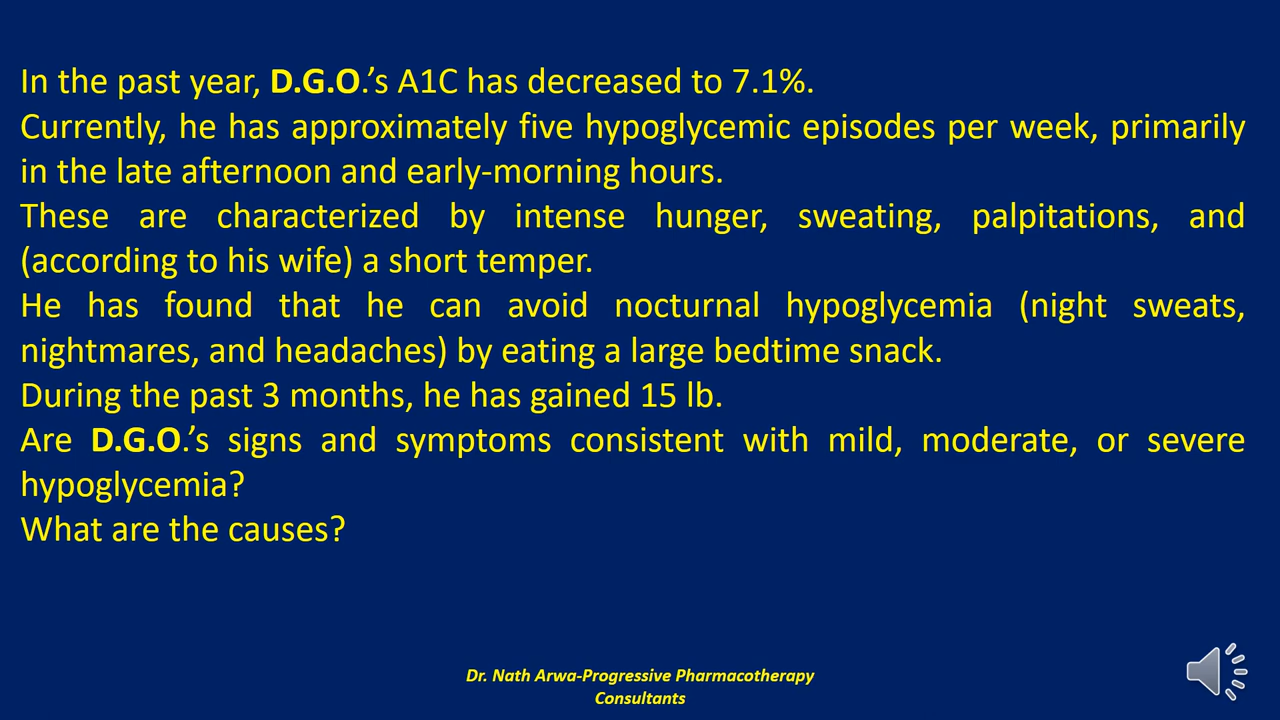 In the past year, D.G.O.’s A1C has decreased to 7.1%.
Currently, he has approximately five hypoglycemic episodes per week, primarily
in the late afternoon and early-morning hours.
These are characterized by intense hunger, sweating, palpitations, and
(according to his wife) a short temper.
He has found that he can avoid nocturnal hypoglycemia (night sweats,
nightmares, and headaches) by eating a large bedtime snack.
During the past 3 months, he has gained 15 lb.
Are D.G.O.’s signs and symptoms consistent with mild, moderate, or severe
hypoglycemia?
What are the causes?
Dr. Nath Arwa-Progressive Pharmacotherapy
Consultants